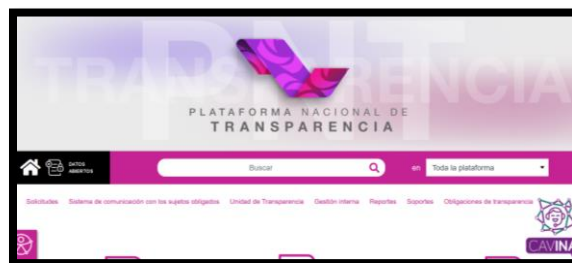 PNT
TRANSPARENCIA
PLATAFORMA NACIONAL DE
TRANSPARENCIA
DATOS
ABIERTOS
Buscar
en
Toda la plataforma
Solicitudes Sistema de comunicación con los sujetos obligados Unidad de Transparencia Gestión interna Reportes Soportes Obligaciones de transparencia
CAVINA